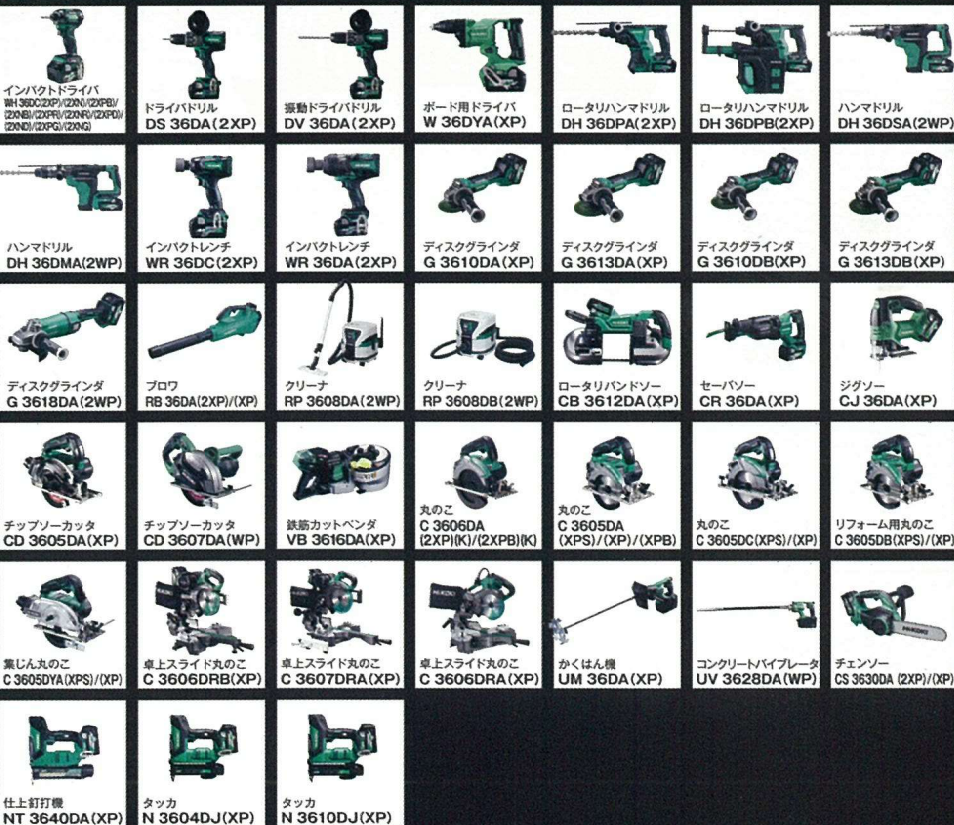 インパクトドライバ
WH 36DC(2XP)/(2XN)/(2XPB)/
(2XNB)/(2XPR)/(2XNR)/(2XPD)/
(2XND)/(2XPG)/(2XNG)
ドライバドリル
DS 36DA(2XP)
振動ドライバドリル
DV 36DA(2XP)
ボード用ドライバ
W 36DYA(XP)
ロータリハンマドリル
DH 36DPA(2XP)
ロータリハンマドリル
DH 36DPB(2XP)
ハンマドリル
DH 36DSA(2WP)
ハンマドリル
DH 36DMA(2WP)
インパクトレンチ
WR 36DC(2XP)
インパクトレンチ
WR 36DA(2XP)
ディスクグラインダ
G 3610DA(XP)
ディスクグラインダ
G 3613DA(XP)
ディスクグラインダ
G 3610DB(XP)
ディスクグラインダ
G 3613DB(XP)
ディスクグラインダ
G 3618DA(2WP)
ブロワ
RB 36DA(2XP)/(XP)
クリーナ
RP 3608DA(2WP)
クリーナ
RP 3608DB(2WP)
ロータリバンドソー
CB 3612DA(XP)
セーバソー
CR 36DA(XP)
ジグソー
CJ 36DA(XP)
チップソーカッタ
CD 3605DA(XP)
チップソーカッタ
CD 3607DA(WP)
鉄筋カットベンダ
VB 3616DA(XP)
丸のこ
C 3606DA
(2XP)(K)/(2XPB)(K)
丸のこ
C 3605DA
(XPS)/(XP)/(XPB)
丸のこ
C 3605DC(XPS)/(XP)
リフォーム用丸のこ
C 3605DB(XPS)/(XP)
集じん丸のこ
C 3605DYA(XPS)/(XP)
卓上スライド丸のこ
C 3606DRB(XP)
卓上スライド丸のこ
C 3607DRA(XP)
HiKOKI
卓上スライド丸のこ
C 3606DRA(XP)
かくはん機
UM 36DA(XP)
コンクリートバイブレータ
UV 3628DA(WP)
HiKOKI
チェンソー
CS 3630DA (2XP)/(XP)
仕上釘打機
NT 3640DA(XP)
タッカ
N 3604DJ(XP)
タッカ
N 3610DJ(XP)